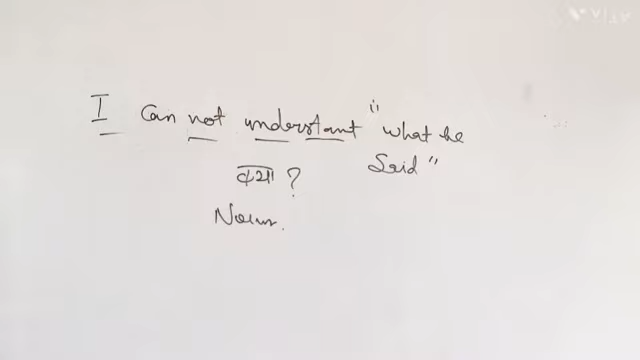 I can not understant "what he
said"
क्या?
Noun.